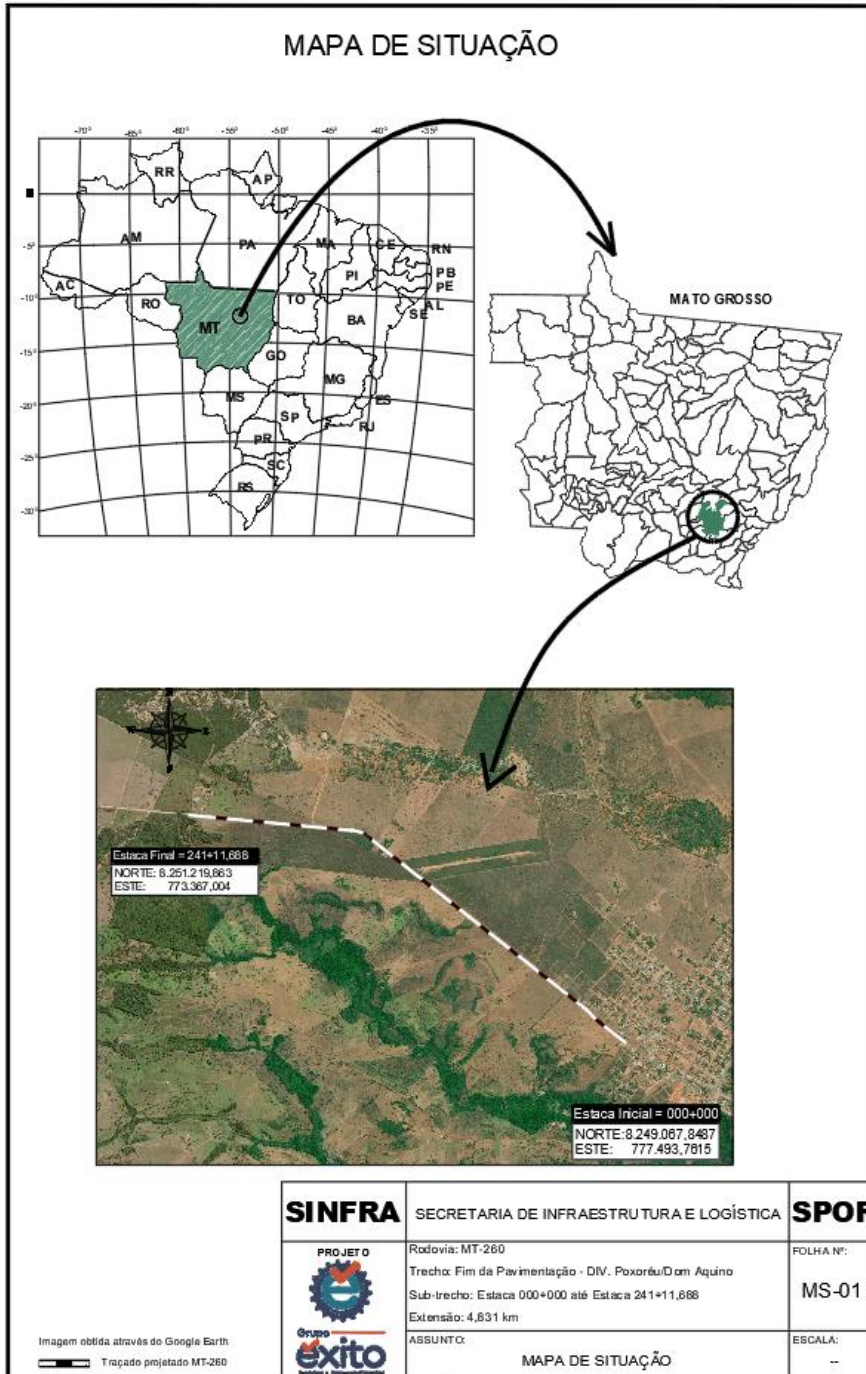 MAPA DE SITUAÇÃO
-70° -65° -60° -55° -50° -45° -40° -35°
RR
AP
AM
PA
MA
CE
RN
-5°
PI
PB
PE
AC
-10°
RO
TO
AL
SE
MT
BA
-15°
GO
MG
-20°
MS
ES
SP
RJ
PR
-25°
SC
RS
-30°
MATO GROSSO
Estaca Final = 241+11,688
NORTE: 8.251.219,863
ESTE: 773.367,004
Estaca Inicial = 000+000
NORTE:8.249.067,8487
ESTE: 777.493,7615
SINFRA
SECRETARIA DE INFRAESTRUTURA E LOGÍSTICA
PROJETO
Rodovia: MT-260
Trecho: Fim da Pavimentação - DIV. Poxoréu/Dom Aquino
Sub-trecho: Estaca 000+000 até Estaca 241+11,688
Extensão: 4,831 km
FOLHA Nº:
MS-01
Grupo
êxito
ASSUNTO:
MAPA DE SITUAÇÃO
ESCALA:
--
Imagem obtida através do Google Earth
Traçado projetado MT-260